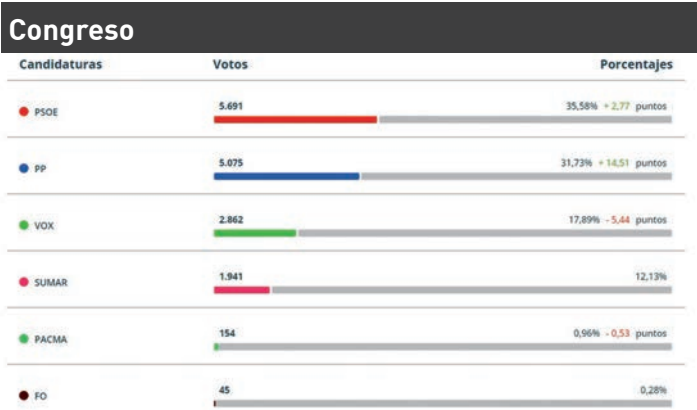 Congreso
Candidaturas Votos Porcentajes
PSOE 5.691 35,58% + 2,77 puntos
PP 5.075 31,73% + 14,51 puntos
VOX 2.862 17,89% - 5,44 puntos
SUMAR 1.941 12,13%
PACMA 154 0,96% - 0,53 puntos
FO 45 0,28%